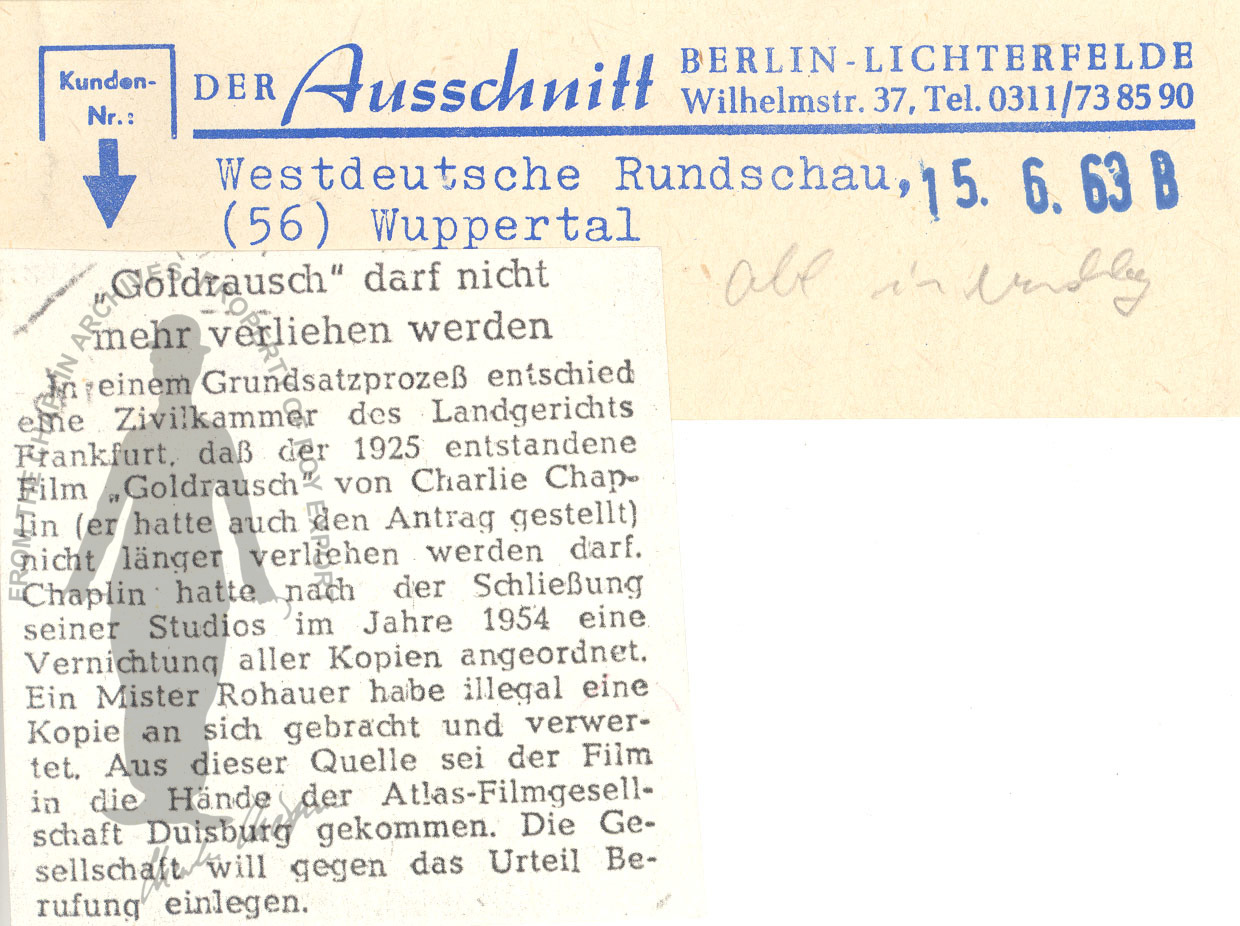 Kunden-
Nr.:
DER Ausschnitt BERLIN-LICHTERFELDE
Wilhelmstr. 37, Tel. 0311/73 85 90
Westdeutsche Rundschau, 15. 6. 63 B
(56) Wuppertal
„Goldrausch" darf nicht
mehr verliehen werden
In einem Grundsatzprozeß entschied
eine Zivilkammer des Landgerichts
Frankfurt, daß der 1925 entstandene
Film „Goldrausch" von Charlie Chap-
lin (er hatte auch den Antrag gestellt)
nicht länger verliehen werden darf.
Chaplin hatte nach der Schließung
seiner Studios im Jahre 1954 eine
Vernichtung aller Kopien angeordnet.
Ein Mister Rohauer habe illegal eine
Kopie an sich gebracht und verwer-
tet. Aus dieser Quelle sei der Film
in die Hände der Atlas-Filmgesell-
schaft Duisburg gekommen. Die Ge-
sellschaft will gegen das Urteil Be-
rufung einlegen.
FROM THE CHAPLIN ARCHIVES